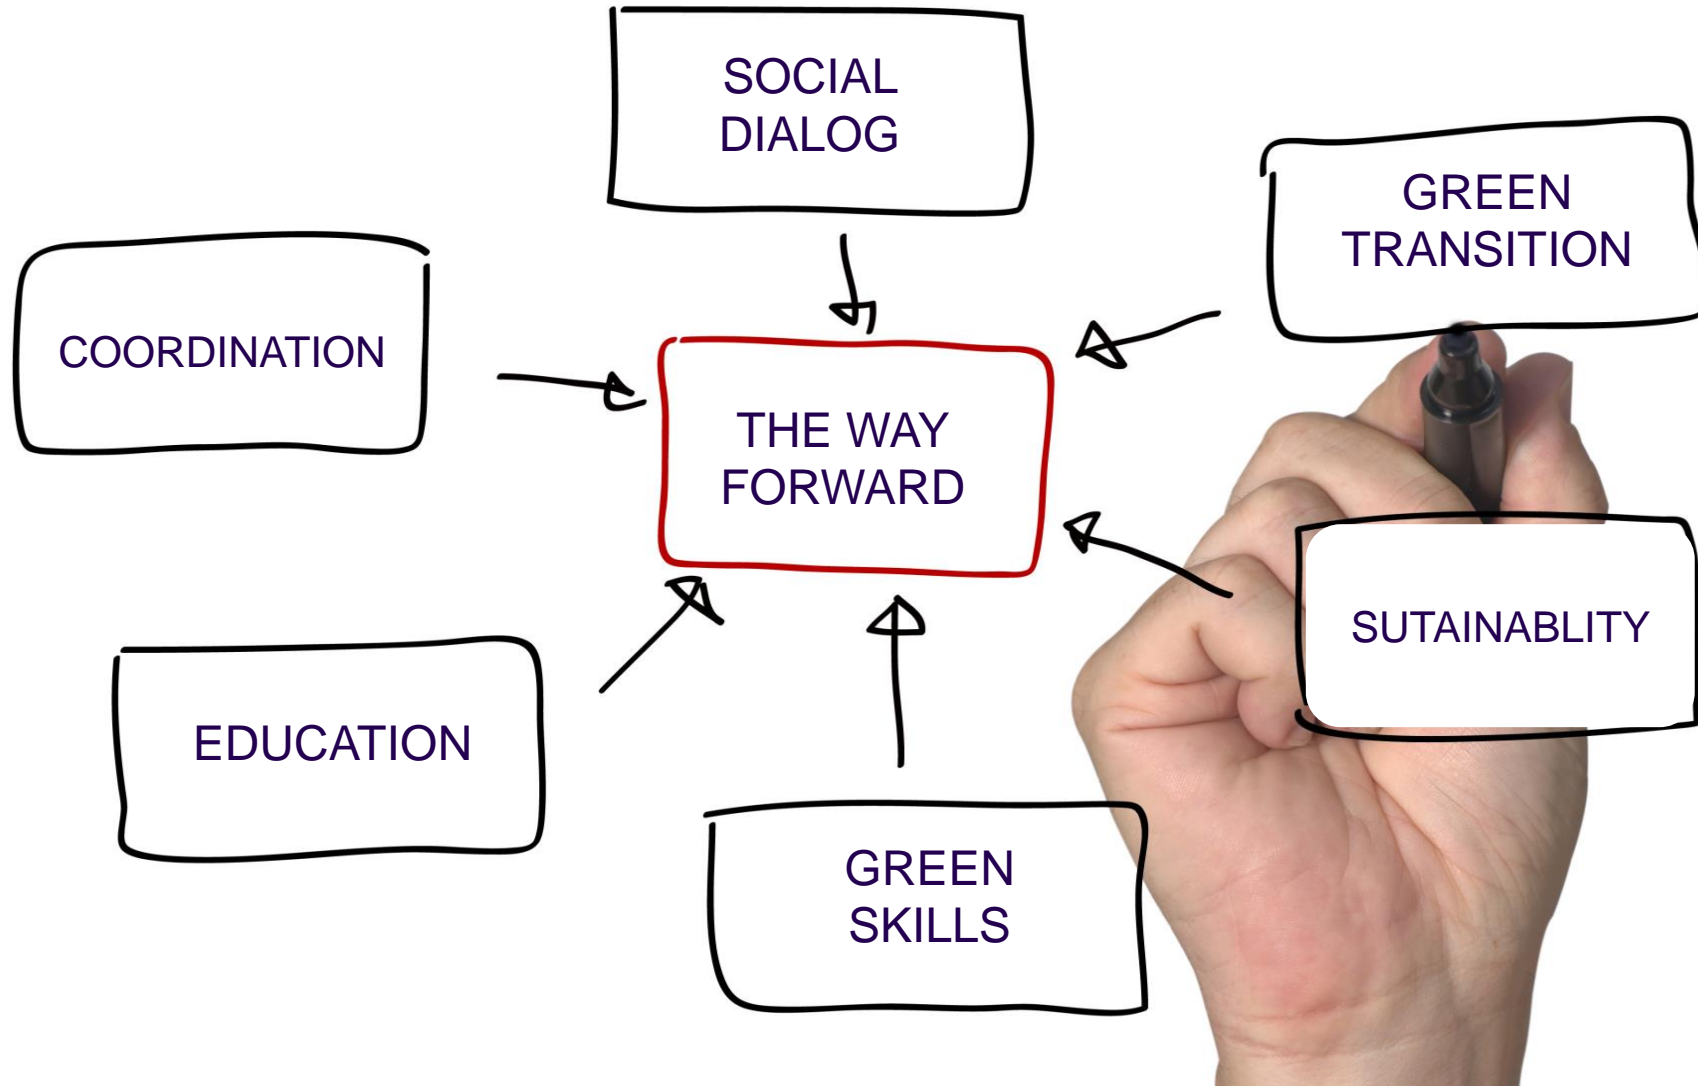 SOCIAL
DIALOG
GREEN
TRANSITION
COORDINATION
THE WAY
FORWARD
SUTAINABLITY
EDUCATION
GREEN
SKILLS